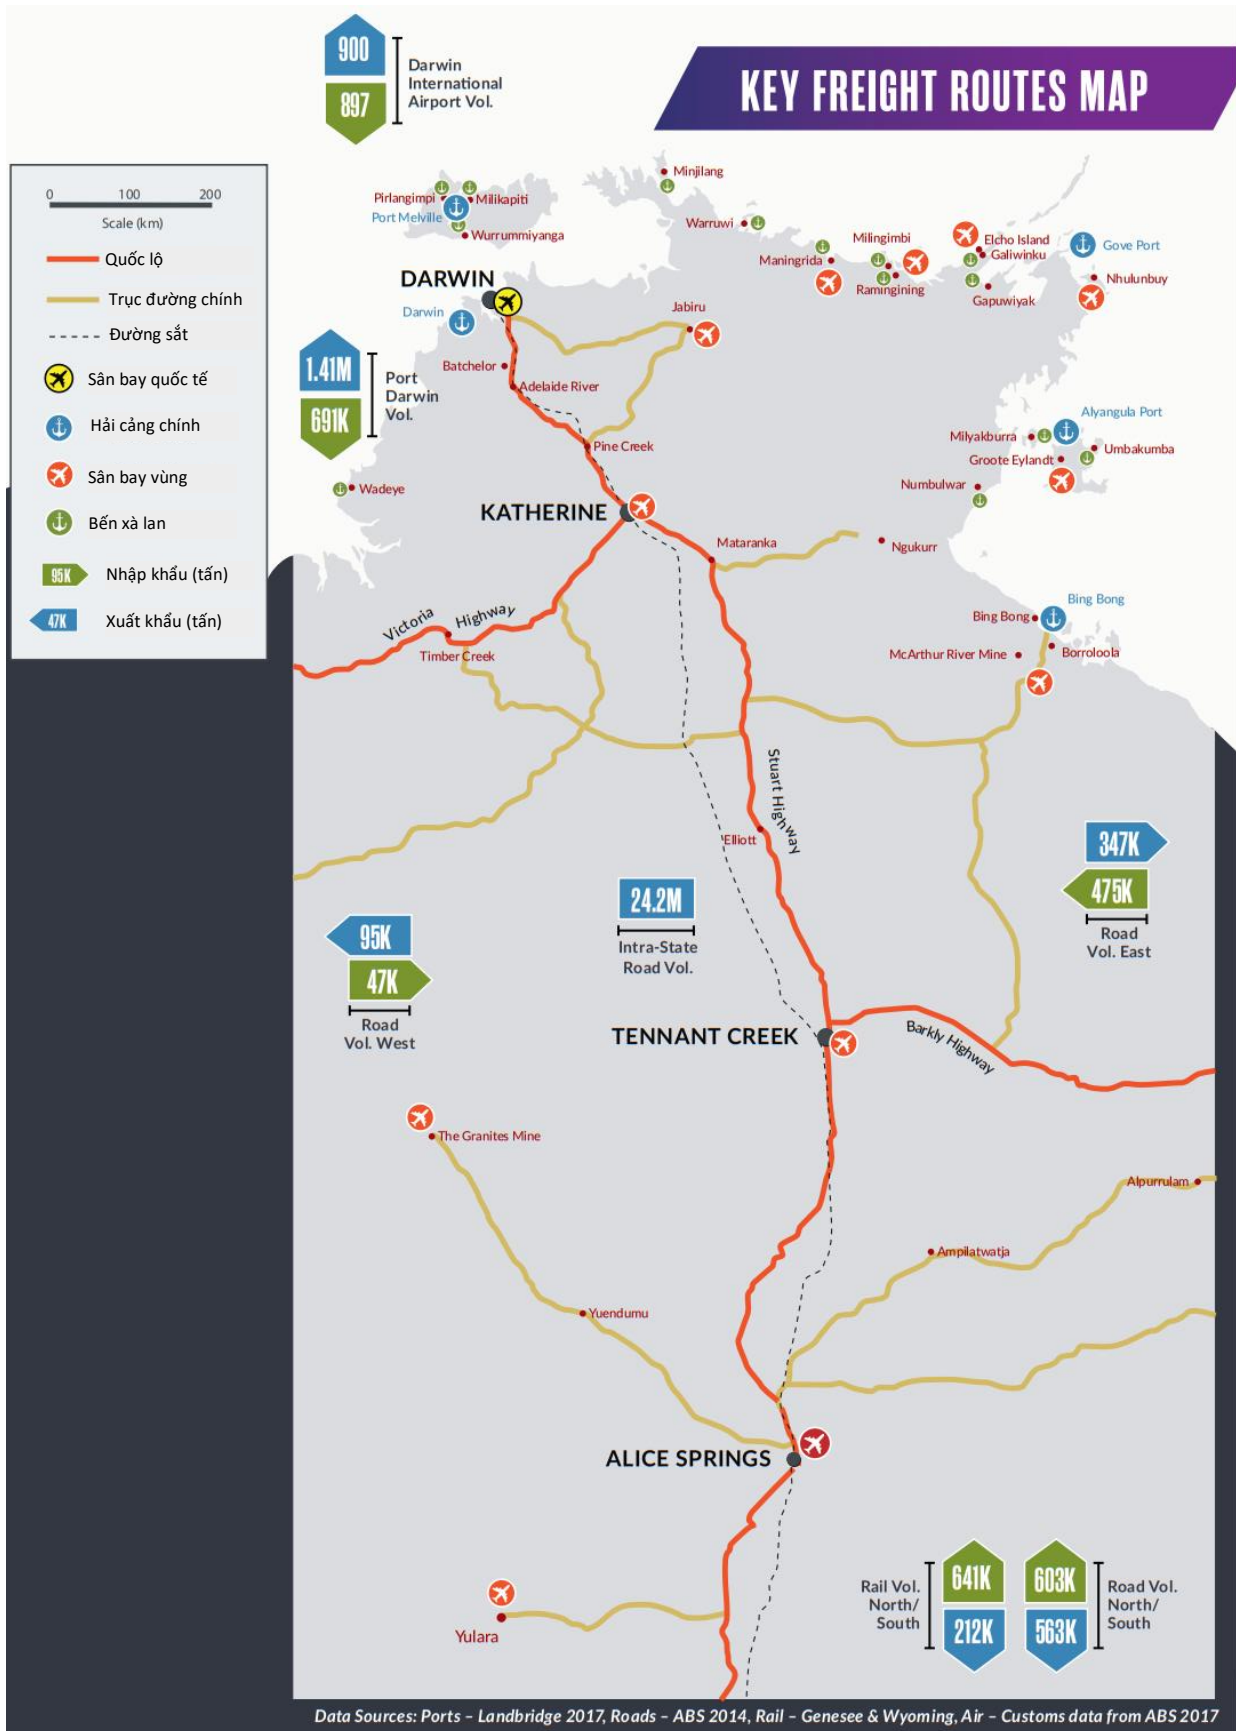 900
897
Darwin
International
Airport Vol.
KEY FREIGHT ROUTES MAP
0 100 200
Scale (km)
Quốc lộ
Trục đường chính
Đường sắt
Sân bay quốc tế
Hải cảng chính
Sân bay vùng
Bến xà lan
95K Nhập khẩu (tấn)
47K Xuất khẩu (tấn)
Minjilang
Pirlangimpi
Milikapiti
Port Melville
Wurrummiyanga
Warruwi
Maningrida
Milingimbi
Ramingining
Elcho Island
Galiwinku
Gapuwiyak
Gove Port
Nhulunbuy
DARWIN
Darwin
Jabiru
1.41M
691K
Port
Darwin
Vol.
Batchelor
Adelaide River
Pine Creek
Wadeye
Alyangula Port
Milyakburra
Umbakumba
Groote Eylandt
Numbulwar
KATHERINE
Mataranka
Ngukurr
Victoria Highway
Timber Creek
Bing Bong
Bing Bong
McArthur River Mine
Borroloola
Stuart Highway
Elliott
347K
475K
Road
Vol. East
24.2M
Intra-State
Road Vol.
95K
47K
Road
Vol. West
TENNANT CREEK
Barkly Highway
The Granites Mine
Alpurrulam
Ampilatwatja
Yuendumu
ALICE SPRINGS
Yulara
Rail Vol.
North/
South
641K
212K
603K
563K
Road Vol.
North/
South
Data Sources: Ports – Landbridge 2017, Roads – ABS 2014, Rail – Genesee & Wyoming, Air – Customs data from ABS 2017